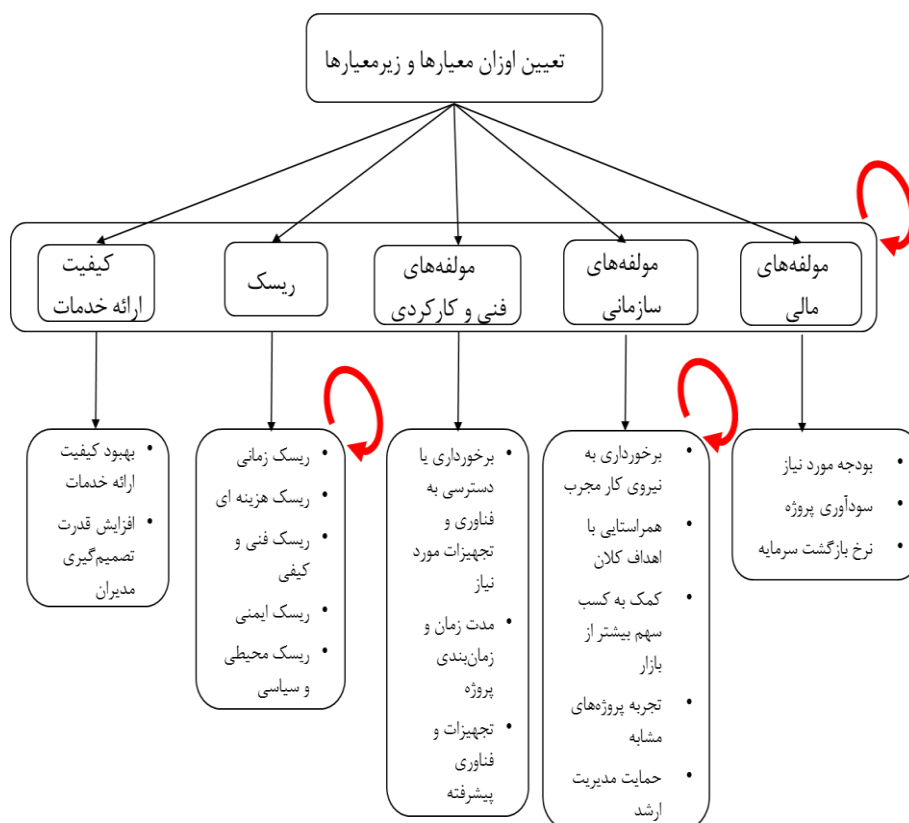 تعیین اوزان معیارها و زیرمعیارها
مولفه‌های
مالی
مولفه‌های
سازمانی
مولفه‌های
فنی و کارکردی
ریسک
کیفیت
ارائه خدمات
• بودجه مورد نیاز
• سودآوری پروژه
• نرخ بازگشت سرمایه
• برخورداری به
نیروی کار مجرب
• همراستایی با
اهداف کلان
• کمک به کسب
سهم بیشتر از
بازار
• تجربه پروژه‌های
مشابه
• حمایت مدیریت
ارشد
• برخورداری یا
دسترسی به
فناوری و
تجهیزات مورد
نیاز
• مدت زمان و
زمان‌بندی
پروژه
• تجهیزات و
فناوری
پیشرفته
• ریسک زمانی
• ریسک هزینه ای
• ریسک فنی و
کیفی
• ریسک ایمنی
• ریسک محیطی
و سیاسی
• بهبود کیفیت
ارائه خدمات
• افزایش قدرت
تصمیم‌گیری
مدیران